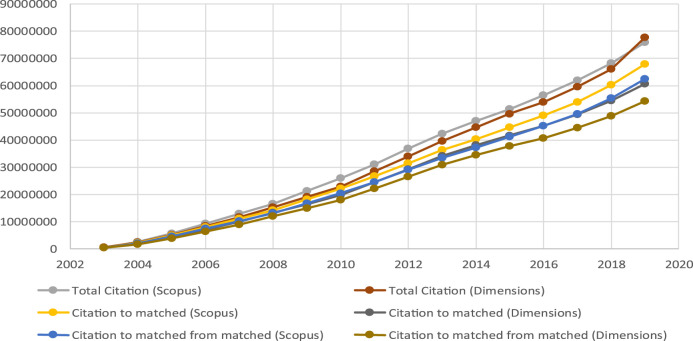 90000000
80000000
70000000
60000000
50000000
40000000
30000000
20000000
10000000
0
2002 2004 2006 2008 2010 2012 2014 2016 2018 2020
Total Citation (Scopus) Total Citation (Dimensions)
Citation to matched (Scopus) Citation to matched (Dimensions)
Citation to matched from matched (Scopus) Citation to matched from matched (Dimensions)